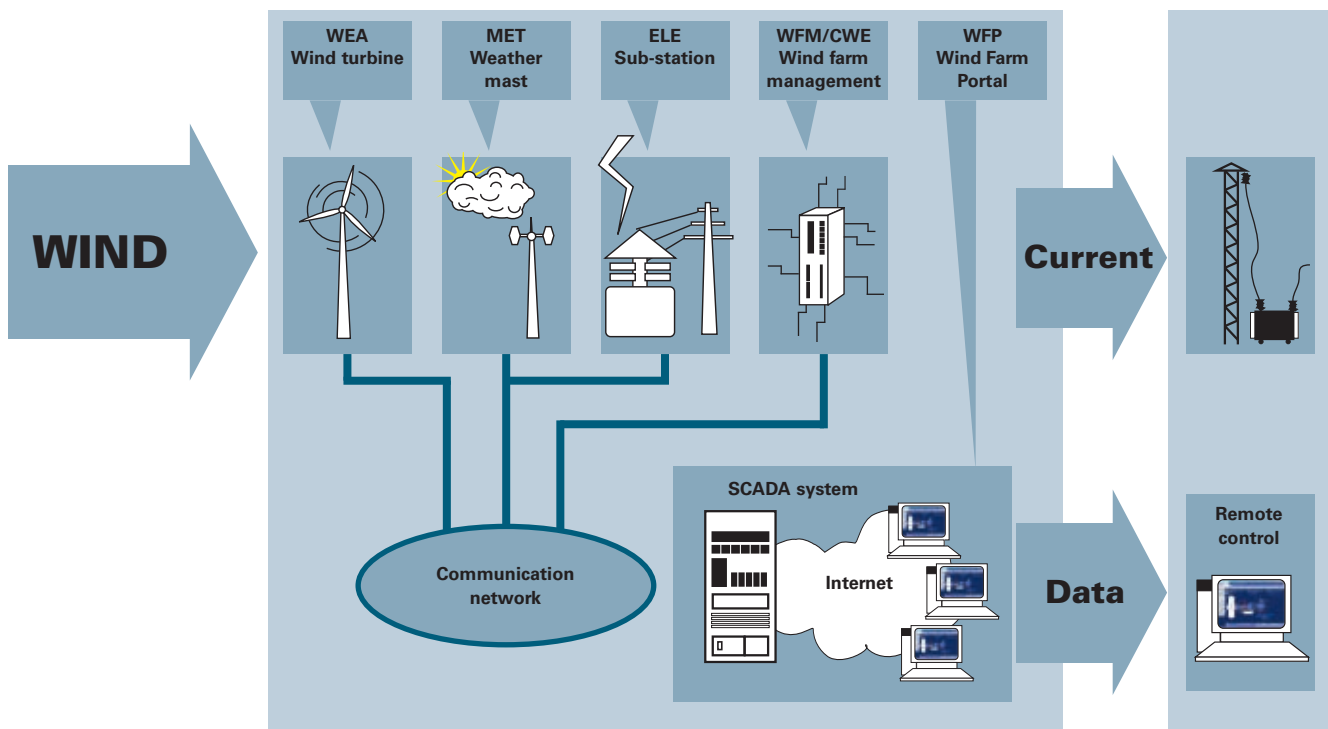 WEA
Wind turbine
MET
Weather
mast
ELE
Sub-station
WFM/CWE
Wind farm
management
WFP
Wind Farm
Portal
WIND
Current
SCADA system
Internet
Communication
network
Data
Remote
control